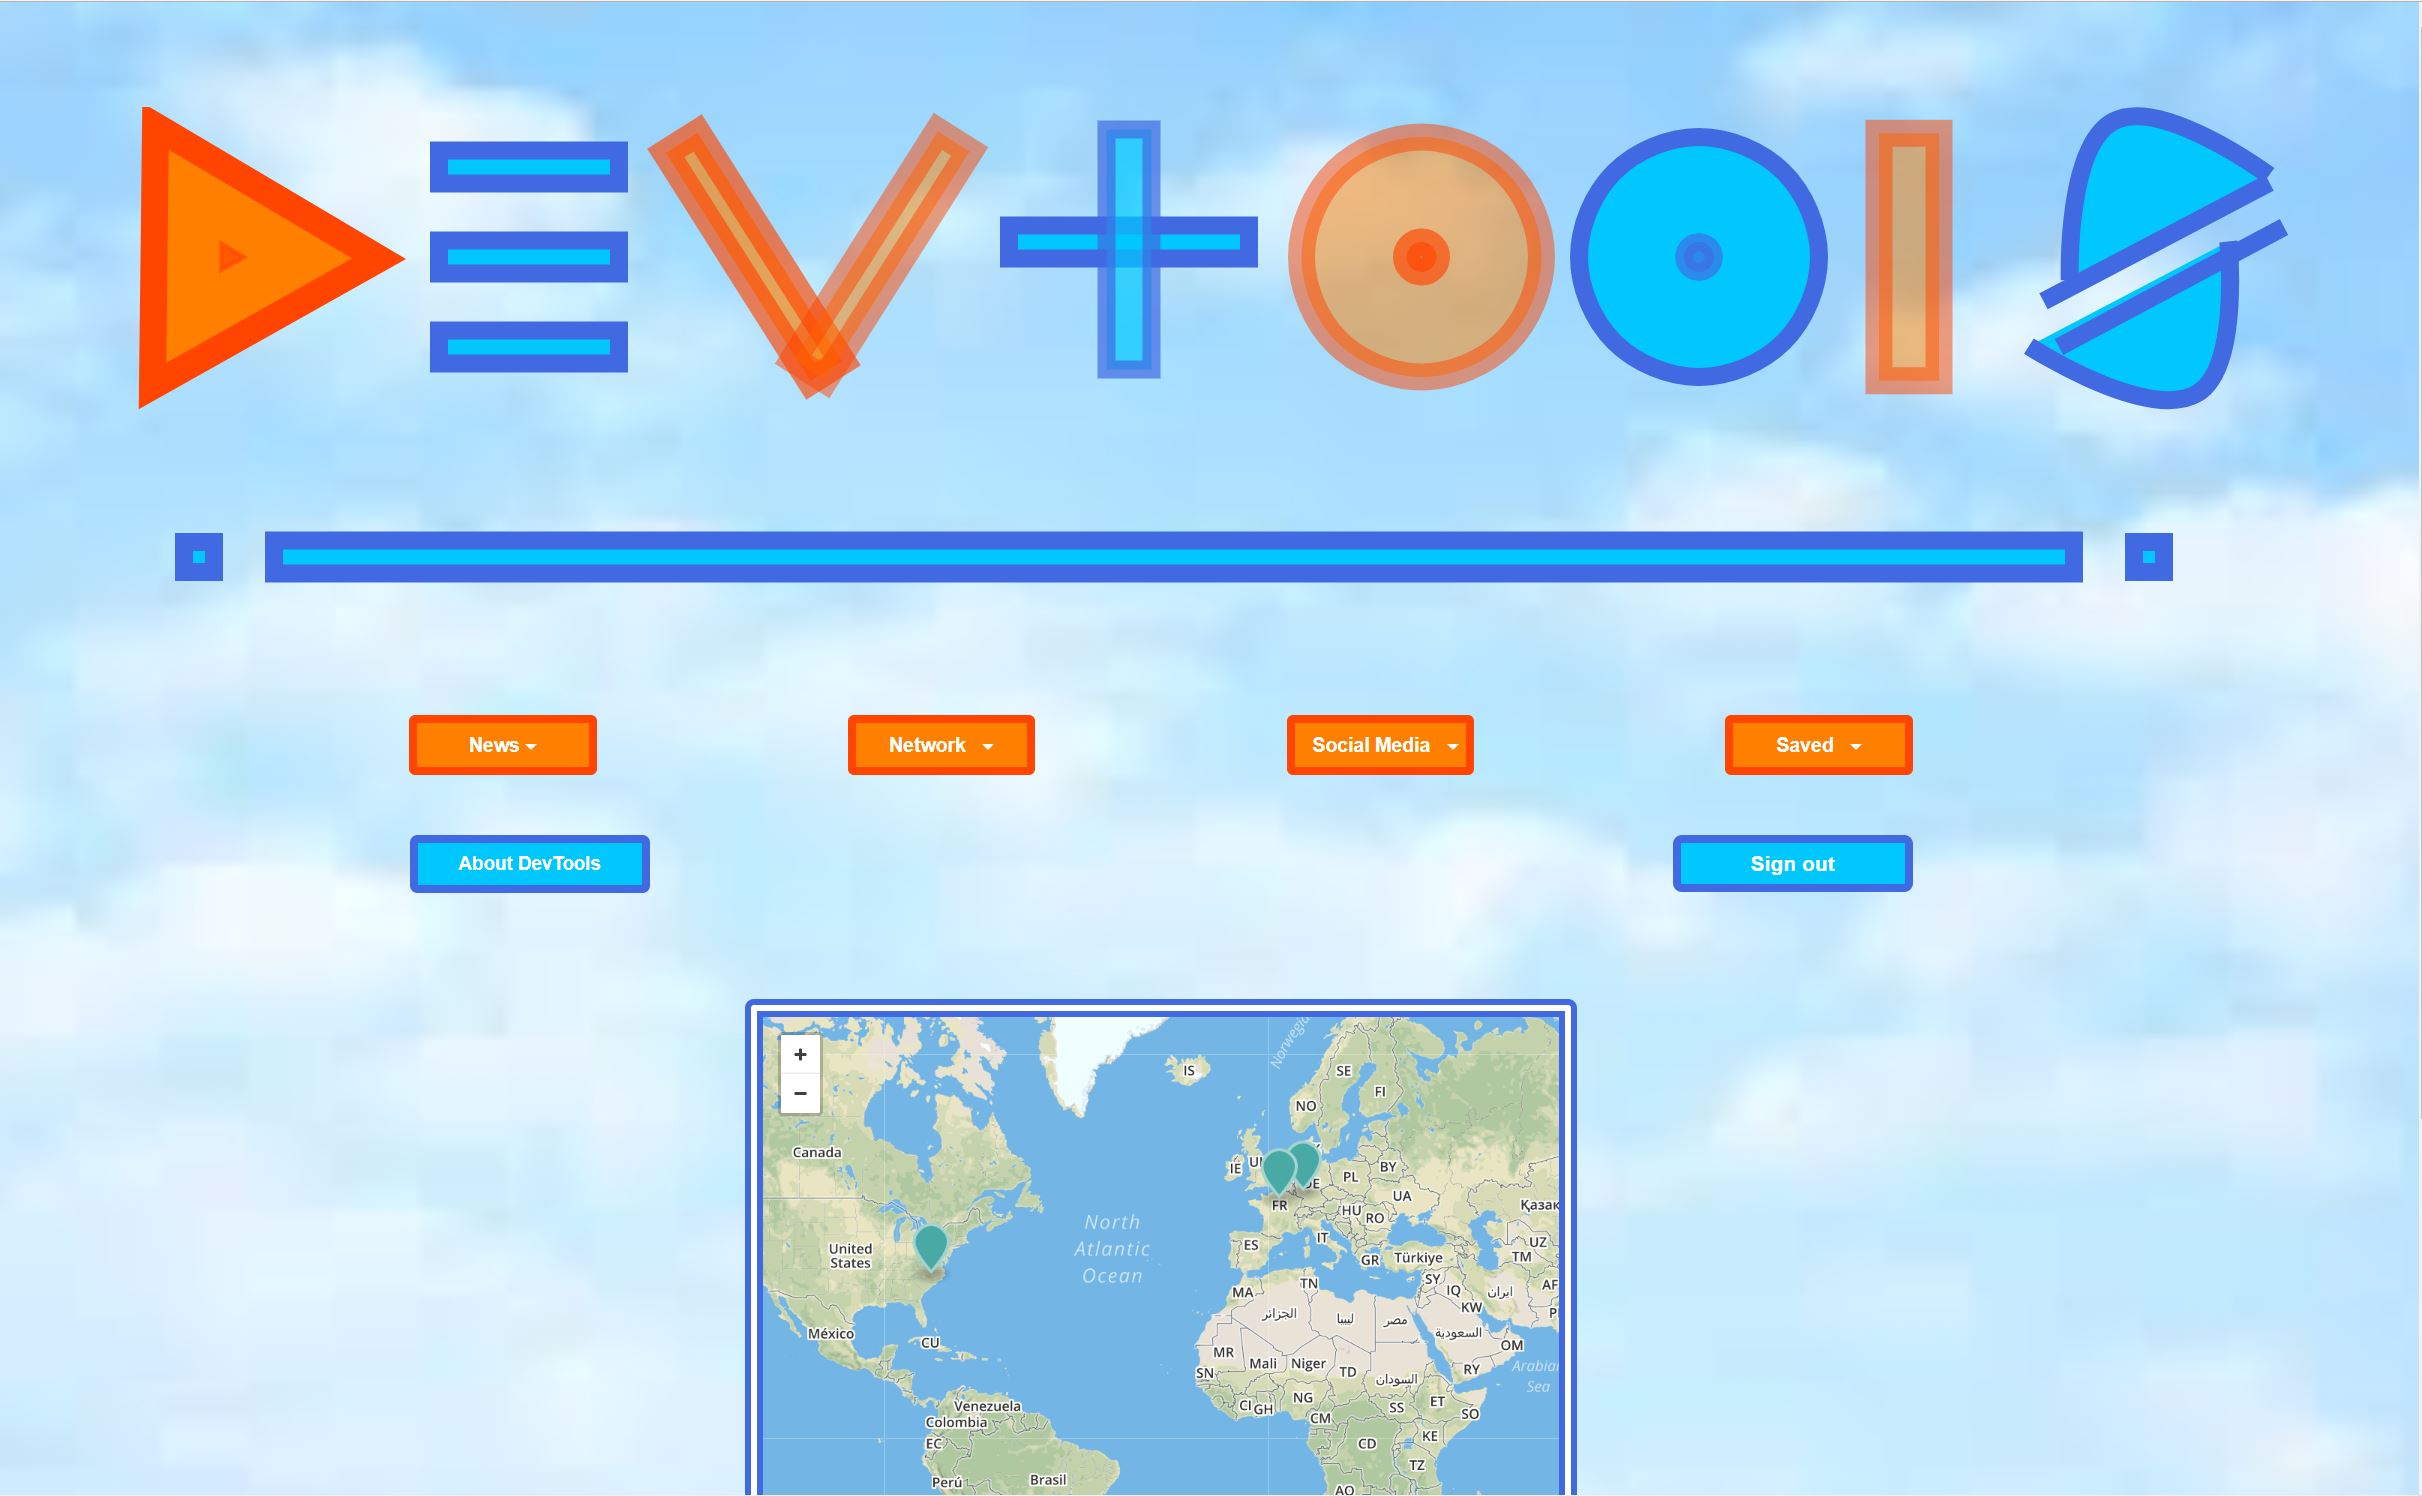 DEVtOOlS
News
Network
Social Media
Saved
About DevTools
Sign out
+
−
Norwegia
IS
SE
FI
NO
Canada
IE
PL
BY
DE
UA
FR
HU
RO
Қазақ
United
States
North
Atlantic
Ocean
ES
IT
GR
Türkiye
UZ
TM
MA
TN
SY
IQ
ایران
AF
KW
الجزائر
ليبيا
مصر
السعودية
México
CU
OM
MR
Mali
Niger
TD
RY
Arabian
Sea
SN
السودان
NG
SS
ET
CI
GH
Venezuela
Colombia
CM
SO
EC
CD
KE
TZ
Perú
Brasil
AO